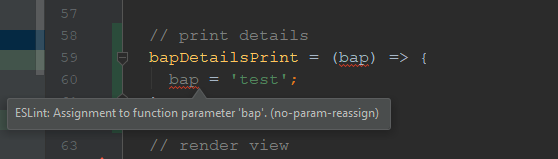 57
58 // print details
59 bapDetailsPrint = (bap) => {
60 bap = 'test';
ESLint: Assignment to function parameter 'bap'. (no-param-reassign)
63 // render view